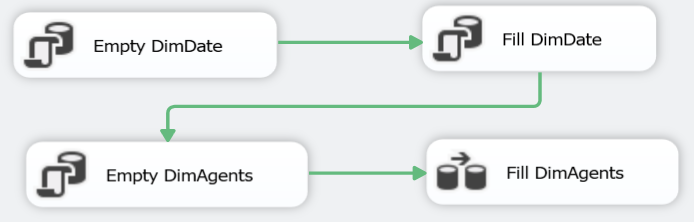 Empty DimDate
Fill DimDate
Empty DimAgents
Fill DimAgents